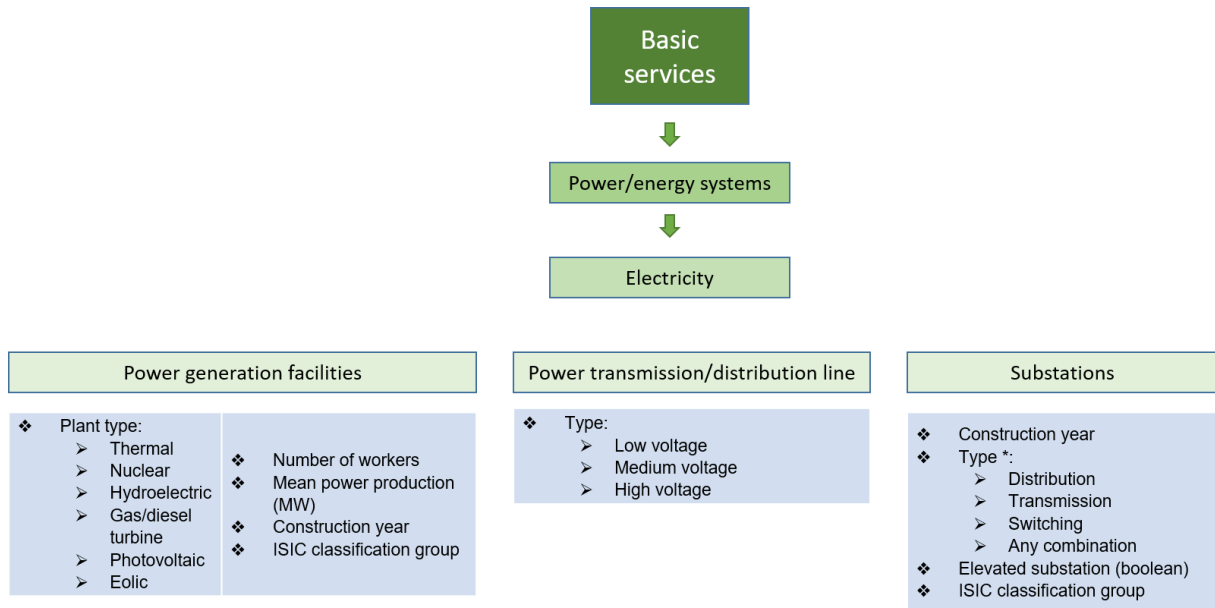 Basic
services
Power/energy systems
Electricity
Power generation facilities
❖ Plant type:
➢ Thermal
➢ Nuclear
➢ Hydroelectric
➢ Gas/diesel
turbine
➢ Photovoltaic
➢ Eolic
❖ Number of workers
❖ Mean power production
(MW)
❖ Construction year
❖ ISIC classification group
Power transmission/distribution line
❖ Type:
➢ Low voltage
➢ Medium voltage
➢ High voltage
Substations
❖ Construction year
❖ Type *:
➢ Distribution
➢ Transmission
➢ Switching
➢ Any combination
❖ Elevated substation (boolean)
❖ ISIC classification group